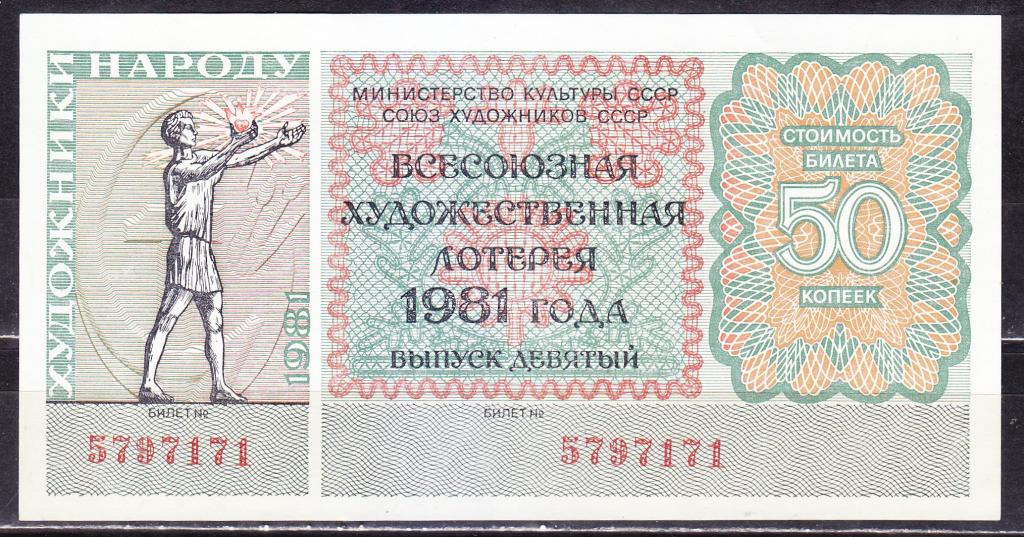 ХУДОЖНИКИ
НАРОДУ
1981
БИЛЕТ №
5797171
МИНИСТЕРСТВО КУЛЬТУРЫ СССР
СОЮЗ ХУДОЖНИКОВ СССР
ВСЕСОЮЗНАЯ
ХУДОЖЕСТВЕННАЯ
ЛОТЕРЕЯ
1981 ГОДА
ВЫПУСК ДЕВЯТЫЙ
БИЛЕТ №
5797171
СТОИМОСТЬ
БИЛЕТА
50
КОПЕЕК